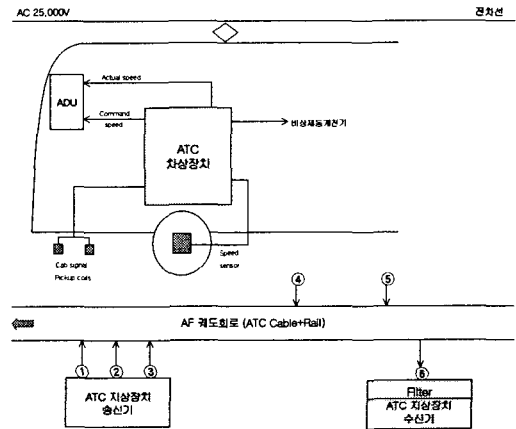 AC 25,000V
전차선
Actual speed
ADU
Command
speed
ATC
차상장치
비상제동계전기
Cab signal
Pickup coils
Speed
sensor
④
⑤
AF 궤도회로 (ATC Cable+Rail)
①
②
③
⑥
ATC 지상장치
송신기
Filter
ATC 지상장치
수신기